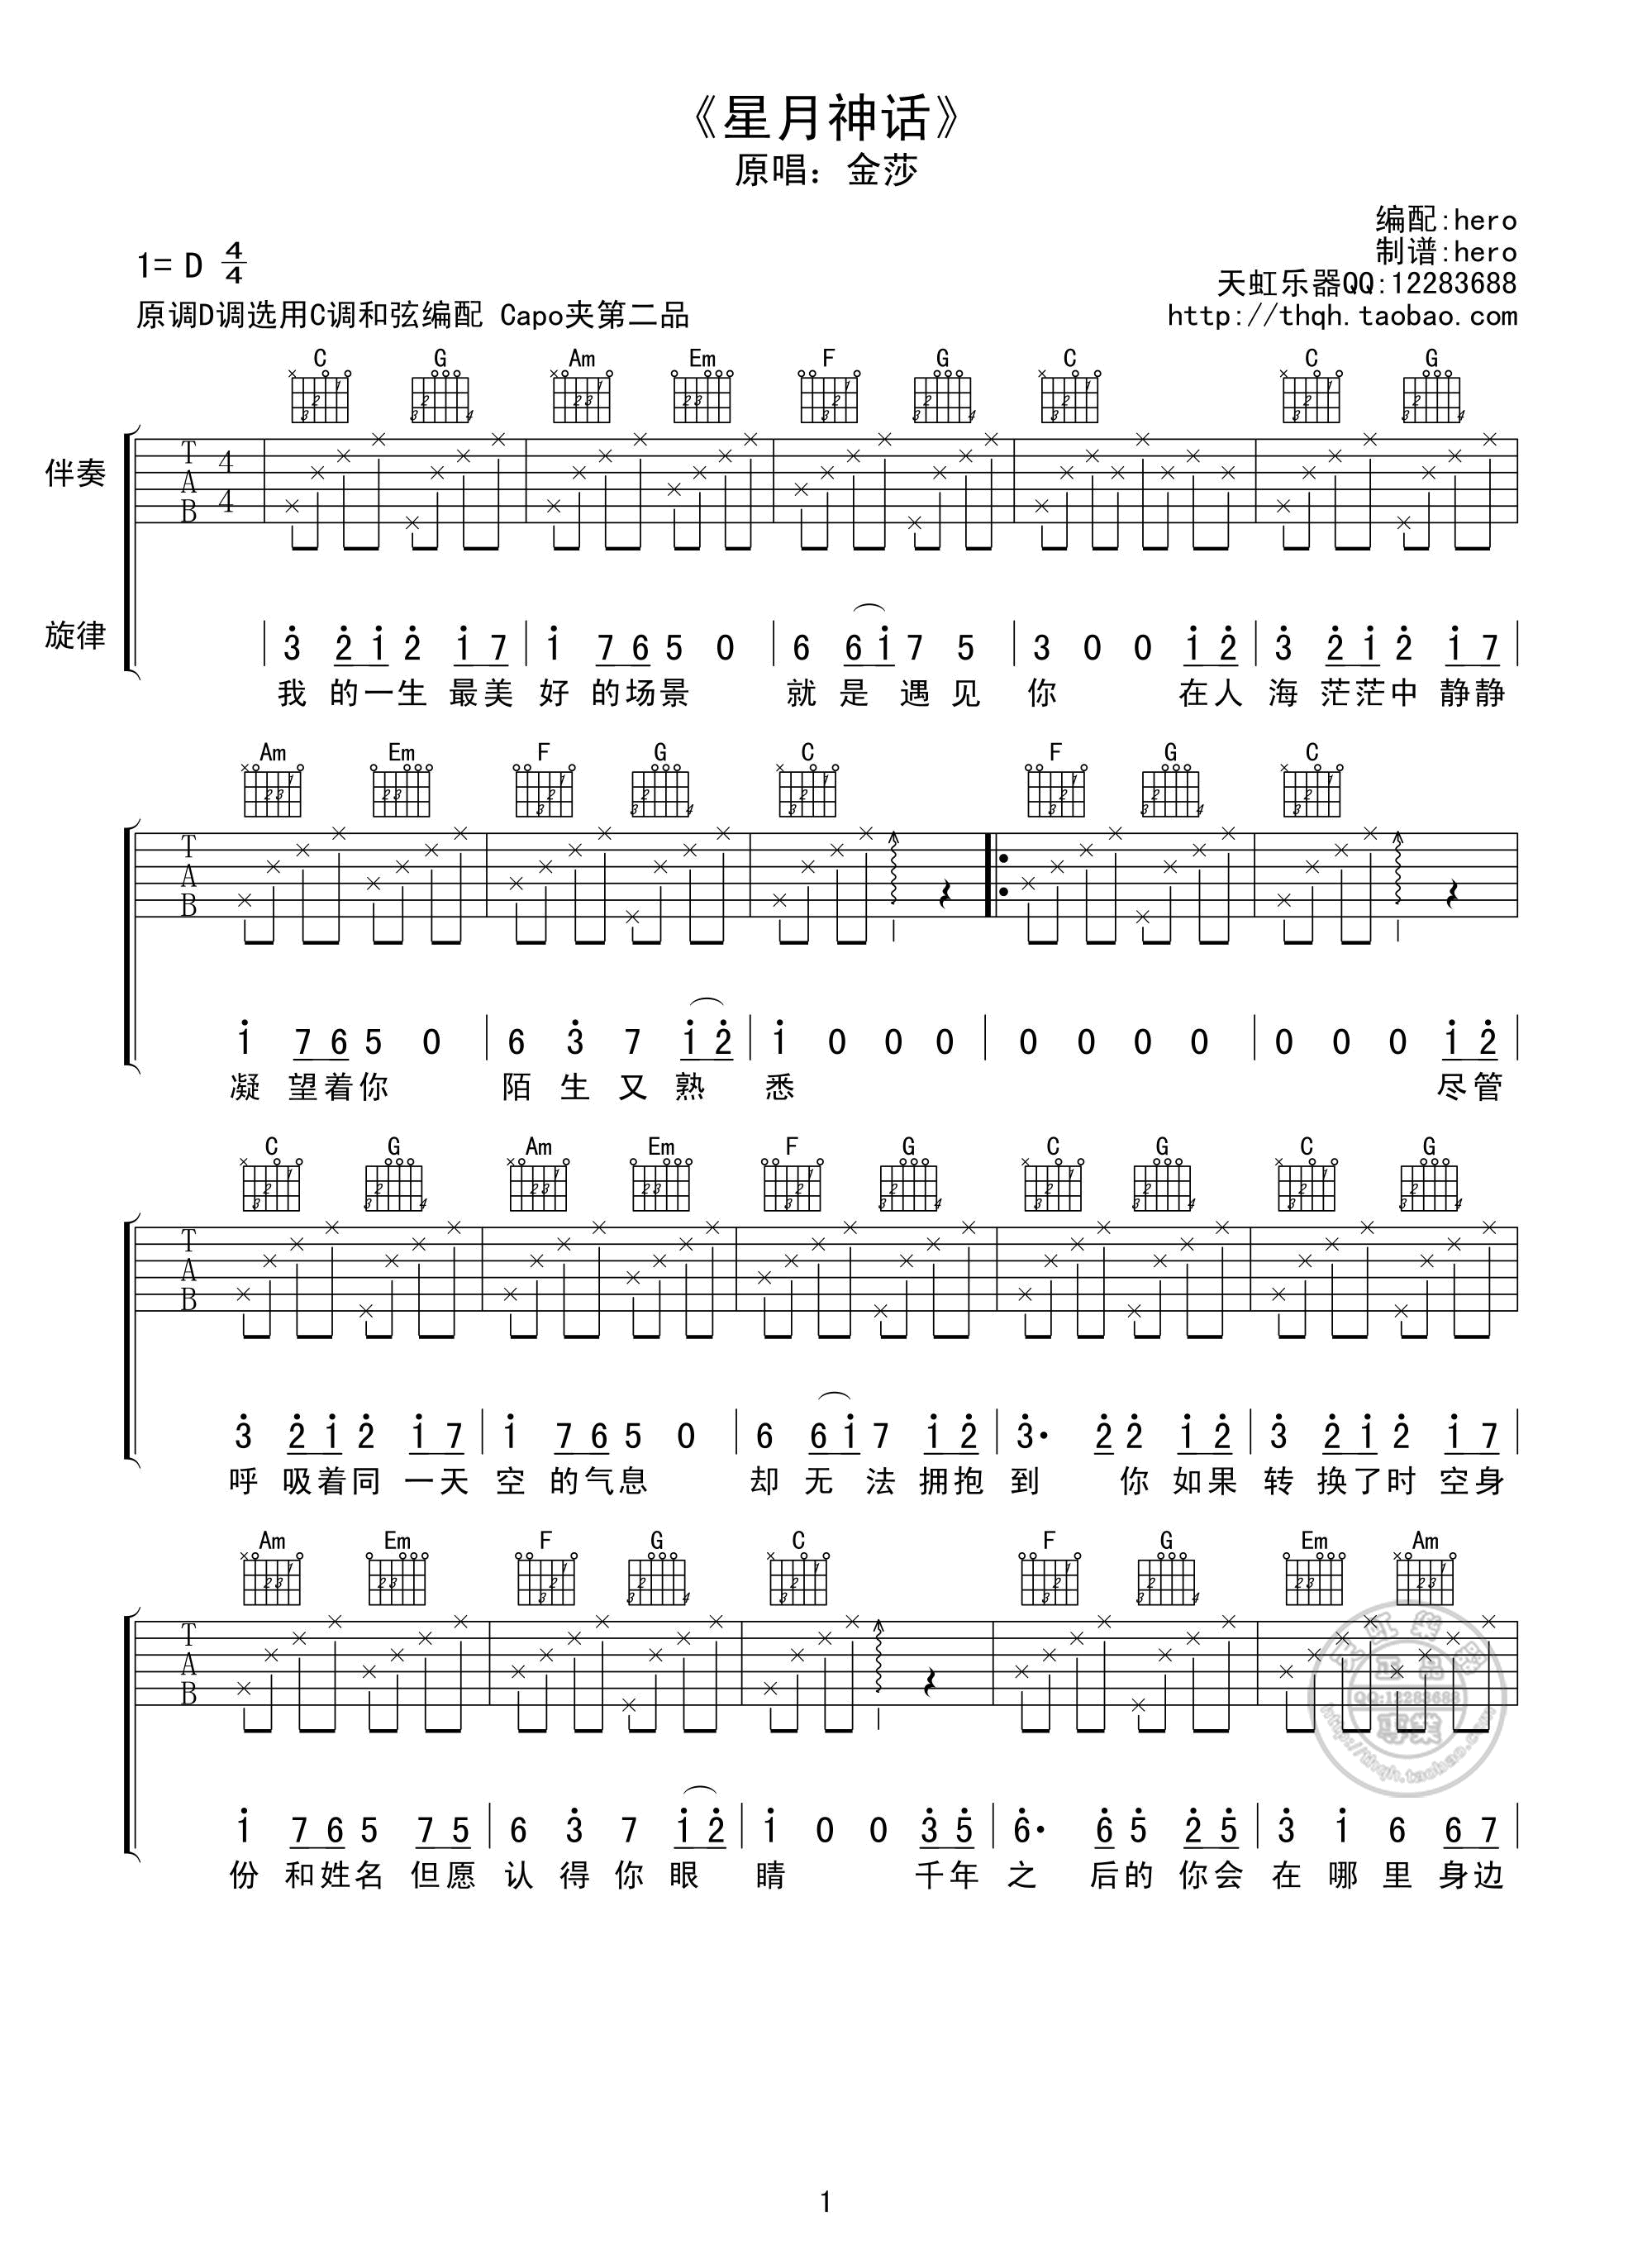 《星月神话》
原唱：金莎
编配:hero
制谱:hero
天虹乐器QQ:12283688
http://thqh.taobao.com
1= D 4/4
原调D调选用C调和弦编配 Capo夹第二品
C G Am Em F G C C G
伴奏 T A B 4 4
旋律 3 2 1 2 1 7 | 1 7 6 5 0 | 6 6 1 7 5 | 3 0 0 1 2 | 3 2 1 2 1 7 |
我 的一生 最美 好 的场景 就 是 遇 见 你 在人 海 茫茫中 静静
Am Em F G C F G C
T A B
1 7 6 5 0 | 6 3 7 1 2 | 1 0 0 0 | 0 0 0 0 | 0 0 0 1 2 |
凝 望着你 陌 生 又 熟 悉 尽管
C G Am Em F G C G C G
T A B
3 2 1 2 1 7 | 1 7 6 5 0 | 6 6 1 7 1 2 | 3· 2 2 1 2 | 3 2 1 2 1 7 |
呼 吸着同 一天 空 的气息 却 无 法 拥抱 到 你 如果 转 换了时 空身
Am Em F G C F G Em Am
T A B
1 7 6 5 7 5 | 6 3 7 1 2 | 1 0 0 3 5 | 6· 6 5 2 5 | 3 1 6 6 7 |
份 和姓名 但愿 认 得 你 眼 睛 千年 之 后的 你会 在 哪 里 身边
QQ:12283688
http://thqh.taobao.com
1